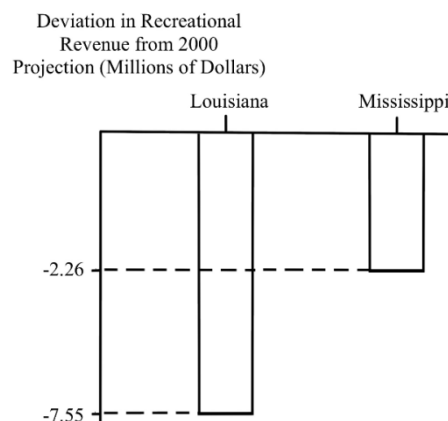 Deviation in Recreational
Revenue from 2000
Projection (Millions of Dollars)
Louisiana
Mississippi
-2.26
-7.55